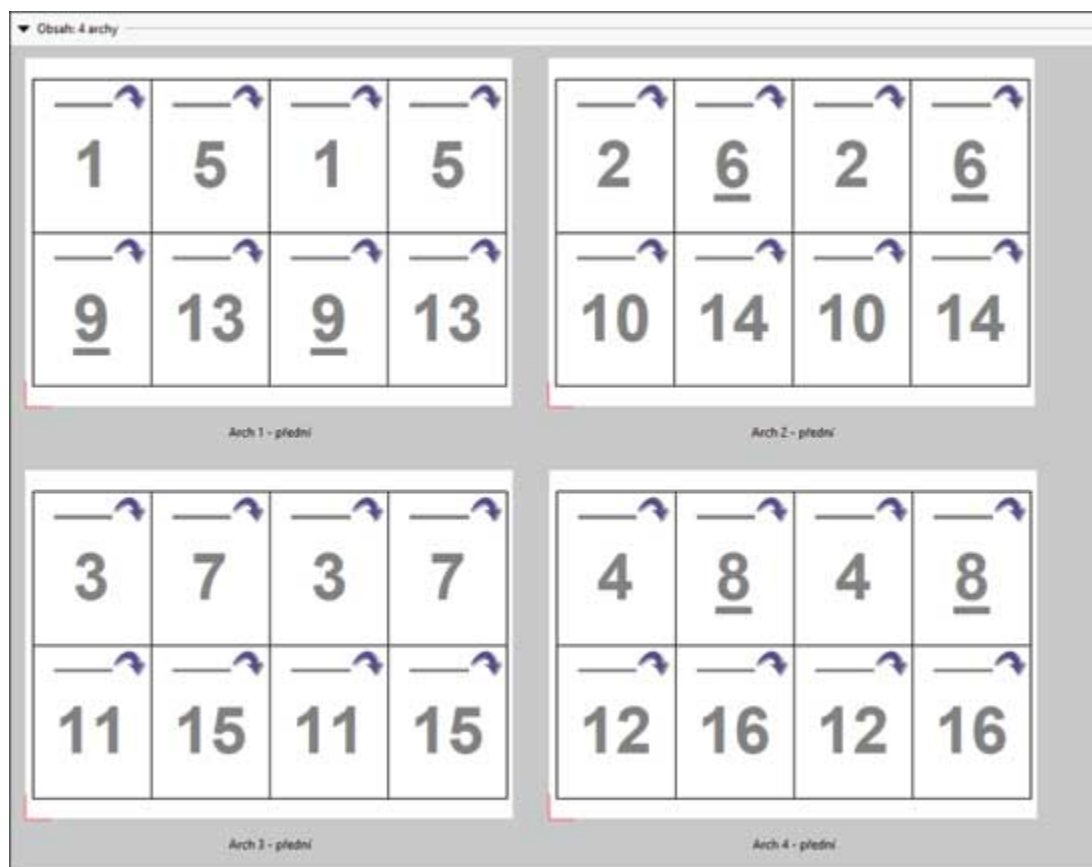 Obsah: 4 archy
1 5 1 5
9 13 9 13
Arch 1 - přední
2 6 2 6
10 14 10 14
Arch 2 - přední
3 7 3 7
11 15 11 15
Arch 3 - přední
4 8 4 8
12 16 12 16
Arch 4 - přední